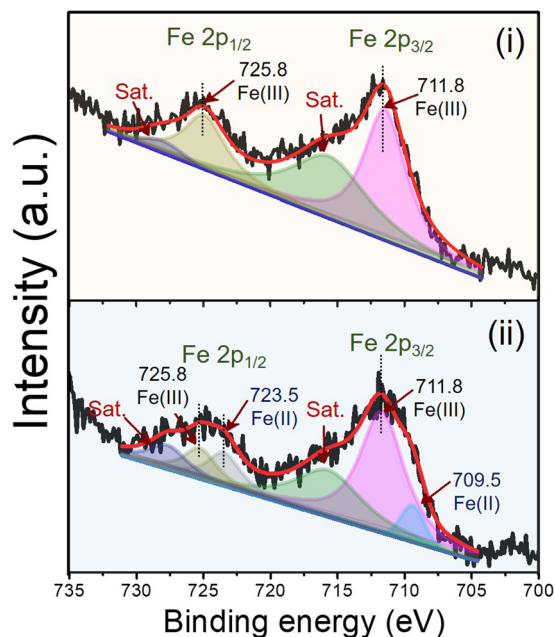 Intensity (a.u.)
(i)
Fe 2p1/2
Fe 2p3/2
Sat.
725.8
Fe(III)
Sat.
711.8
Fe(III)
(ii)
Fe 2p1/2
Fe 2p3/2
Sat.
725.8
Fe(III)
723.5
Fe(II)
Sat.
711.8
Fe(III)
709.5
Fe(II)
735 730 725 720 715 710 705 700
Binding energy (eV)